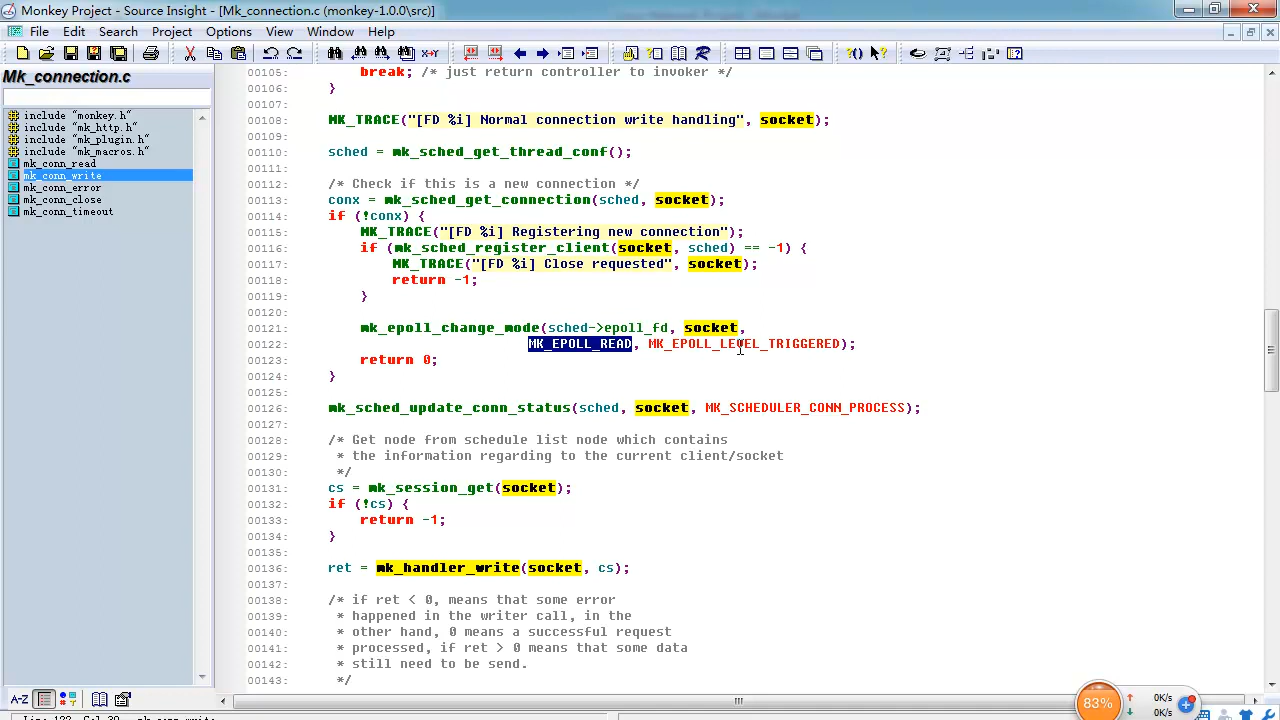 Monkey Project - Source Insight - [Mk_connection.c (monkey-1.0.0\src)]
File Edit Search Project Options View Window Help
Mk_connection.c
include "monkey.h"
include "mk_http.h"
include "mk_plugin.h"
include "mk_macros.h"
mk_conn_read
mk_conn_write
mk_conn_error
mk_conn_close
mk_conn_timeout
A-Z
00105: break; /* just return controller to invoker */
00106: }
00107:
00108: MK_TRACE("[FD %i] Normal connection write handling", socket);
00109:
00110: sched = mk_sched_get_thread_conf();
00111:
00112: /* Check if this is a new connection */
00113: conx = mk_sched_get_connection(sched, socket);
00114: if (!conx) {
00115: MK_TRACE("[FD %i] Registering new connection");
00116: if (mk_sched_register_client(socket, sched) == -1) {
00117: MK_TRACE("[FD %i] Close requested", socket);
00118: return -1;
00119: }
00120:
00121: mk_epoll_change_mode(sched->epoll_fd, socket,
00122: MK_EPOLL_READ, MK_EPOLL_LEVEL_TRIGGERED);
00123: return 0;
00124: }
00125:
00126: mk_sched_update_conn_status(sched, socket, MK_SCHEDULER_CONN_PROCESS);
00127:
00128: /* Get node from schedule list node which contains
00129: * the information regarding to the current client/socket
00130: */
00131: cs = mk_session_get(socket);
00132: if (!cs) {
00133: return -1;
00134: }
00135:
00136: ret = mk_handler_write(socket, cs);
00137:
00138: /* if ret < 0, means that some error
00139: * happened in the writer call, in the
00140: * other hand, 0 means a successful request
00141: * processed, if ret > 0 means that some data
00142: * still need to be send.
00143: */
83%
0K/s
0K/s